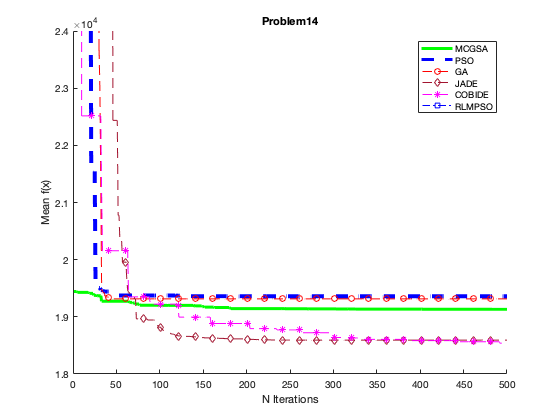 Problem14
×10⁴
2.4
2.3
2.2
2.1
2
1.9
1.8
Mean f(x)
0 50 100 150 200 250 300 350 400 450 500
N Iterations
MCGSA
PSO
GA
JADE
COBIDE
RLMPSO